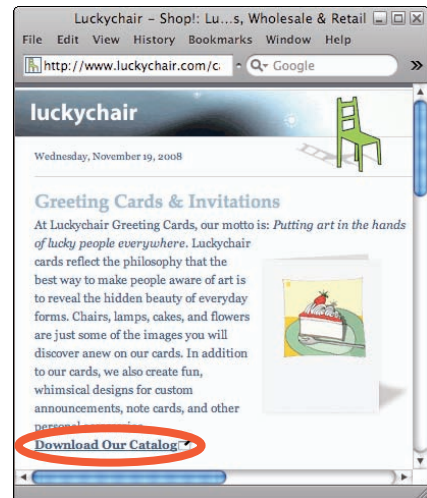 Luckychair – Shop!: Lu...s, Wholesale & Retail
File Edit View History Bookmarks Window Help
http://www.luckychair.com/c Google »
luckychair
Wednesday, November 19, 2008
Greeting Cards & Invitations
At Luckychair Greeting Cards, our motto is: Putting art in the hands
of lucky people everywhere. Luckychair
cards reflect the philosophy that the
best way to make people aware of art is
to reveal the hidden beauty of everyday
forms. Chairs, lamps, cakes, and flowers
are just some of the images you will
discover anew on our cards. In addition
to our cards, we also create fun,
whimsical designs for custom
announcements, note cards, and other
personal
Download Our Catalog